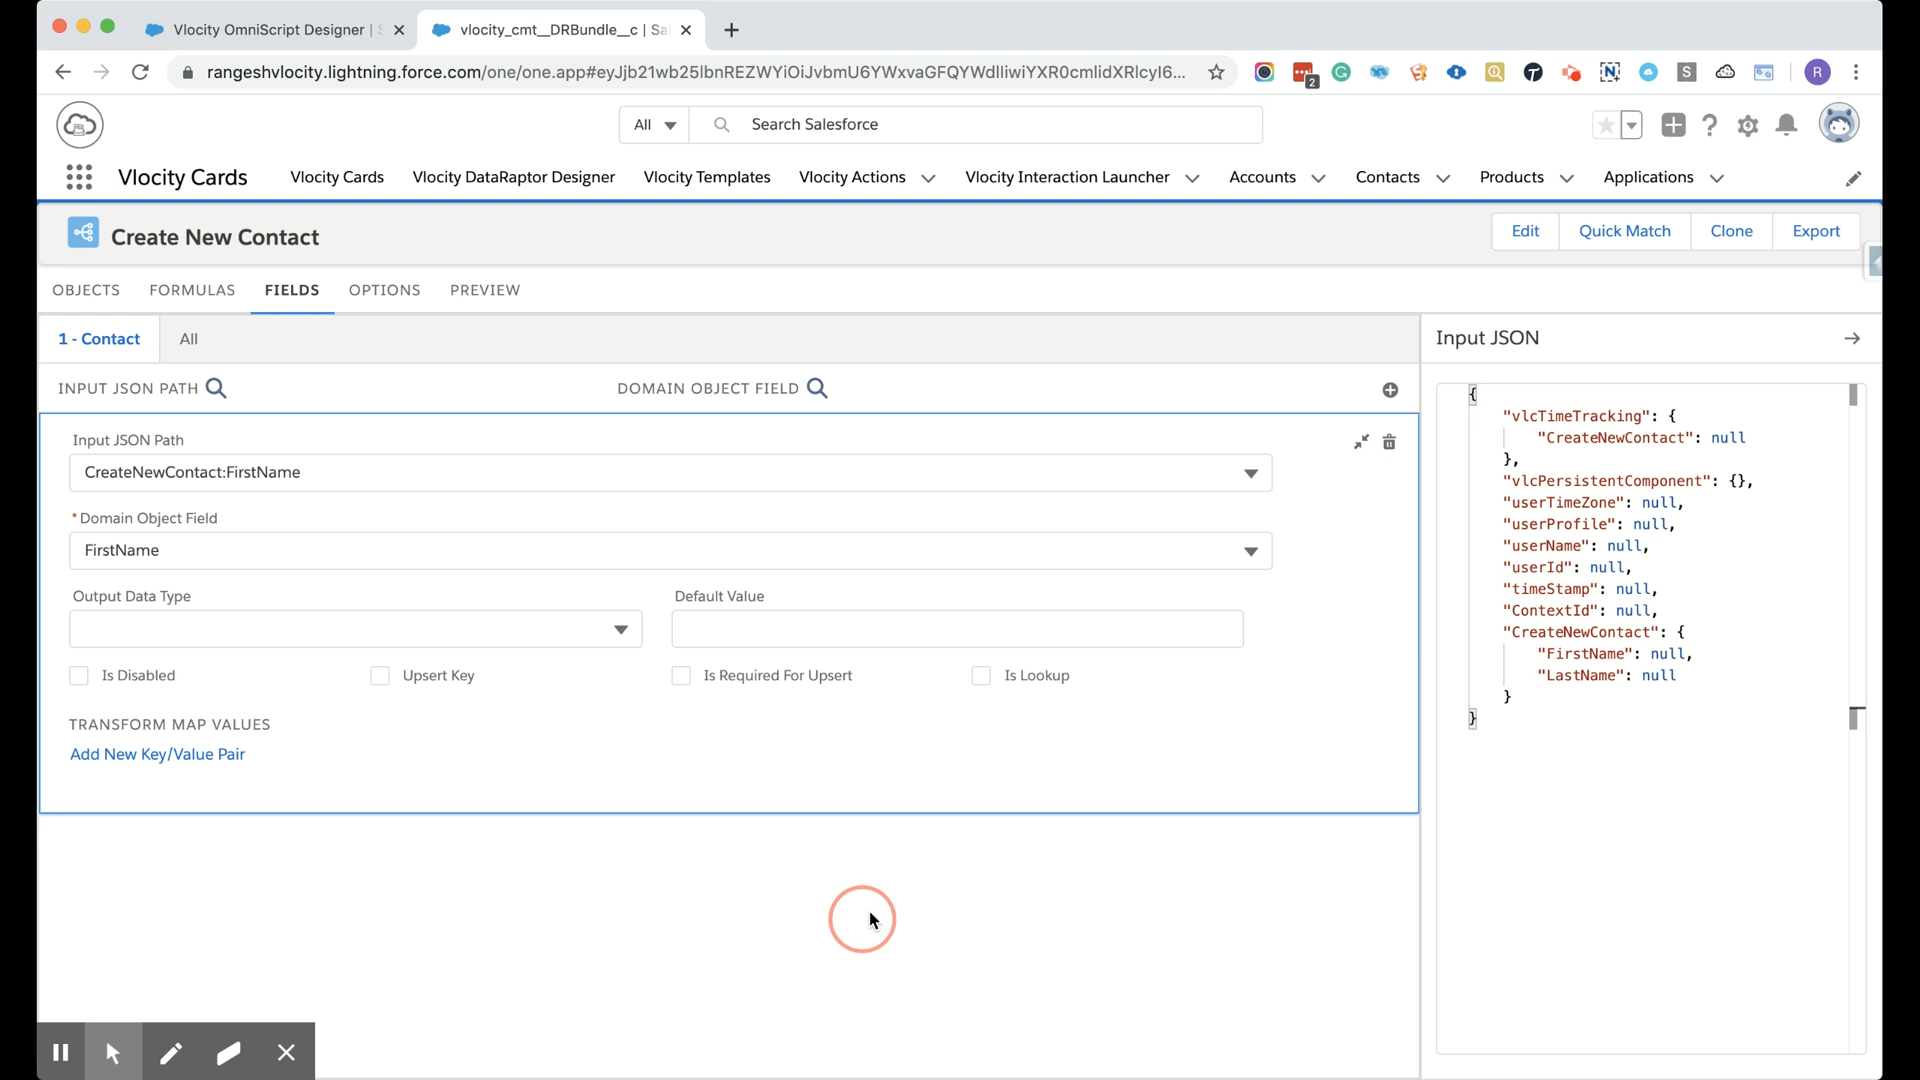 Vlocity OmniScript Designer | S
vlocity_cmt__DRBundle__c | Sa
rangeshvlocity.lightning.force.com/one/one.app#eyJjb21wb25lbnREZWYiOiJvbmU6YWxvaGFQYWdlIiwiYXR0cmlidXRlcyI6...
2
N
S
R
All
Search Salesforce
Vlocity Cards
Vlocity Cards
Vlocity DataRaptor Designer
Vlocity Templates
Vlocity Actions
Vlocity Interaction Launcher
Accounts
Contacts
Products
Applications
Create New Contact
Edit
Quick Match
Clone
Export
OBJECTS
FORMULAS
FIELDS
OPTIONS
PREVIEW
1 - Contact
All
INPUT JSON PATH
DOMAIN OBJECT FIELD
Input JSON Path
CreateNewContact:FirstName
* Domain Object Field
FirstName
Output Data Type
Default Value
Is Disabled
Upsert Key
Is Required For Upsert
Is Lookup
TRANSFORM MAP VALUES
Add New Key/Value Pair
Input JSON
{
"vlcTimeTracking": {
"CreateNewContact": null
},
"vlcPersistentComponent": {},
"userTimeZone": null,
"userProfile": null,
"userName": null,
"userId": null,
"timeStamp": null,
"ContextId": null,
"CreateNewContact": {
"FirstName": null,
"LastName": null
}
}